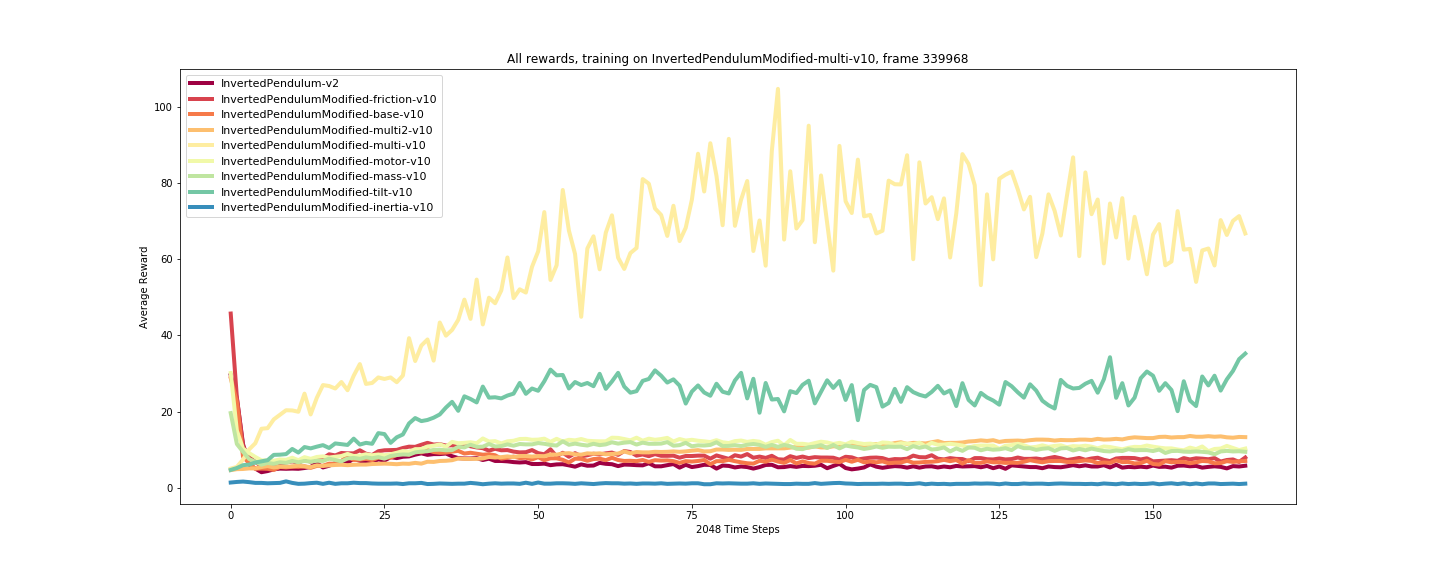 All rewards, training on InvertedPendulumModified-multi-v10, frame 339968
InvertedPendulum-v2
InvertedPendulumModified-friction-v10
InvertedPendulumModified-base-v10
InvertedPendulumModified-multi2-v10
InvertedPendulumModified-multi-v10
InvertedPendulumModified-motor-v10
InvertedPendulumModified-mass-v10
InvertedPendulumModified-tilt-v10
InvertedPendulumModified-inertia-v10
100
80
60
40
20
0
Average Reward
0 25 50 75 100 125 150
2048 Time Steps